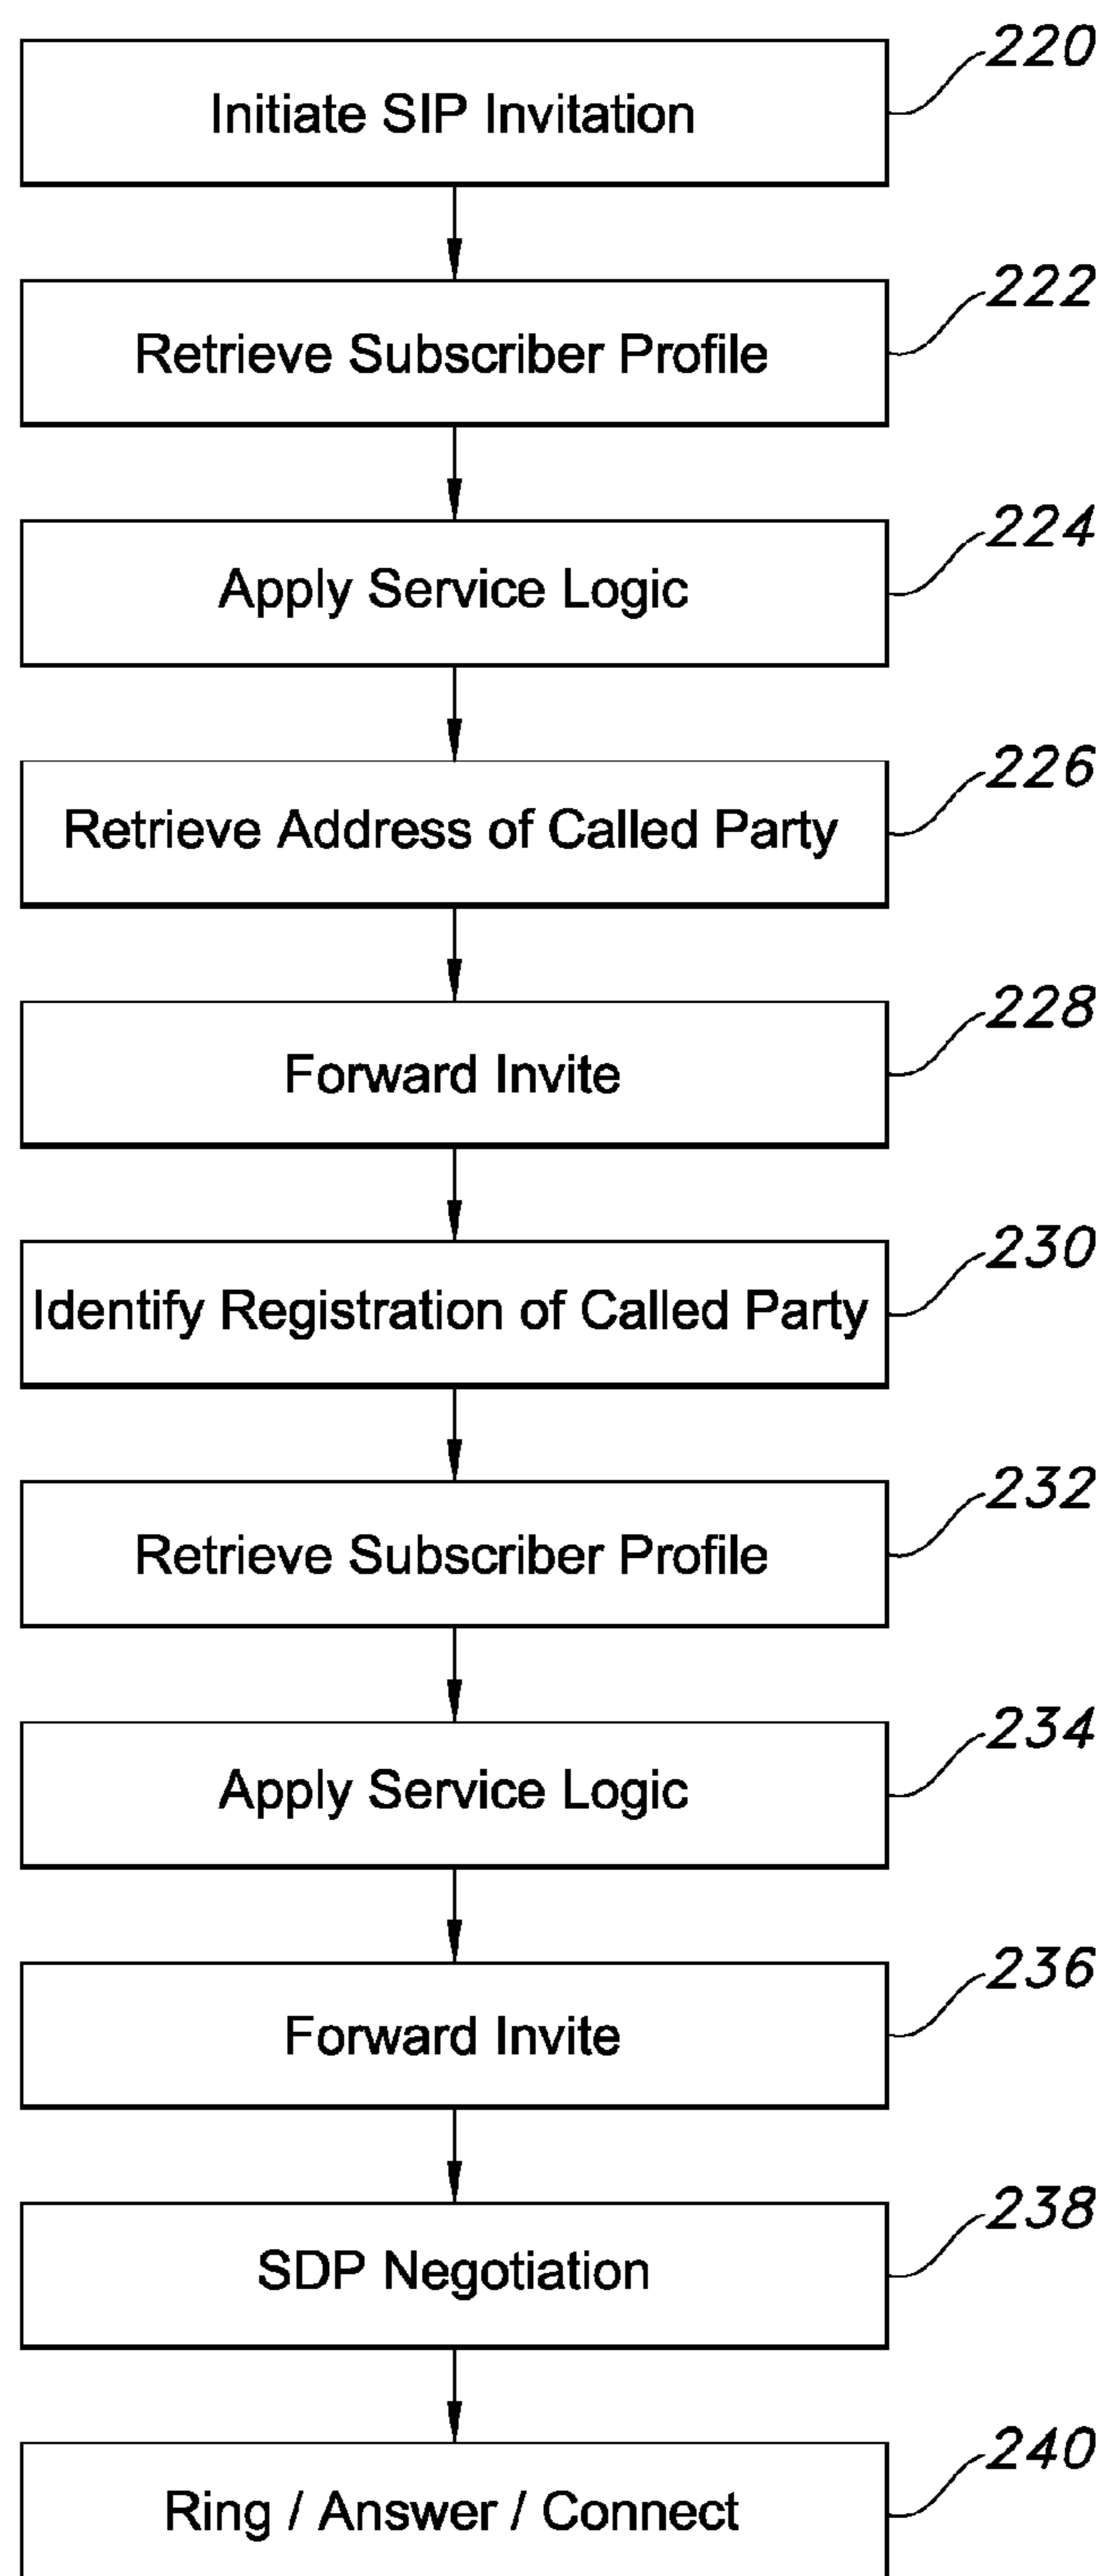 Initiate SIP Invitation 220
Retrieve Subscriber Profile 222
Apply Service Logic 224
Retrieve Address of Called Party 226
Forward Invite 228
Identify Registration of Called Party 230
Retrieve Subscriber Profile 232
Apply Service Logic 234
Forward Invite 236
SDP Negotiation 238
Ring / Answer / Connect 240